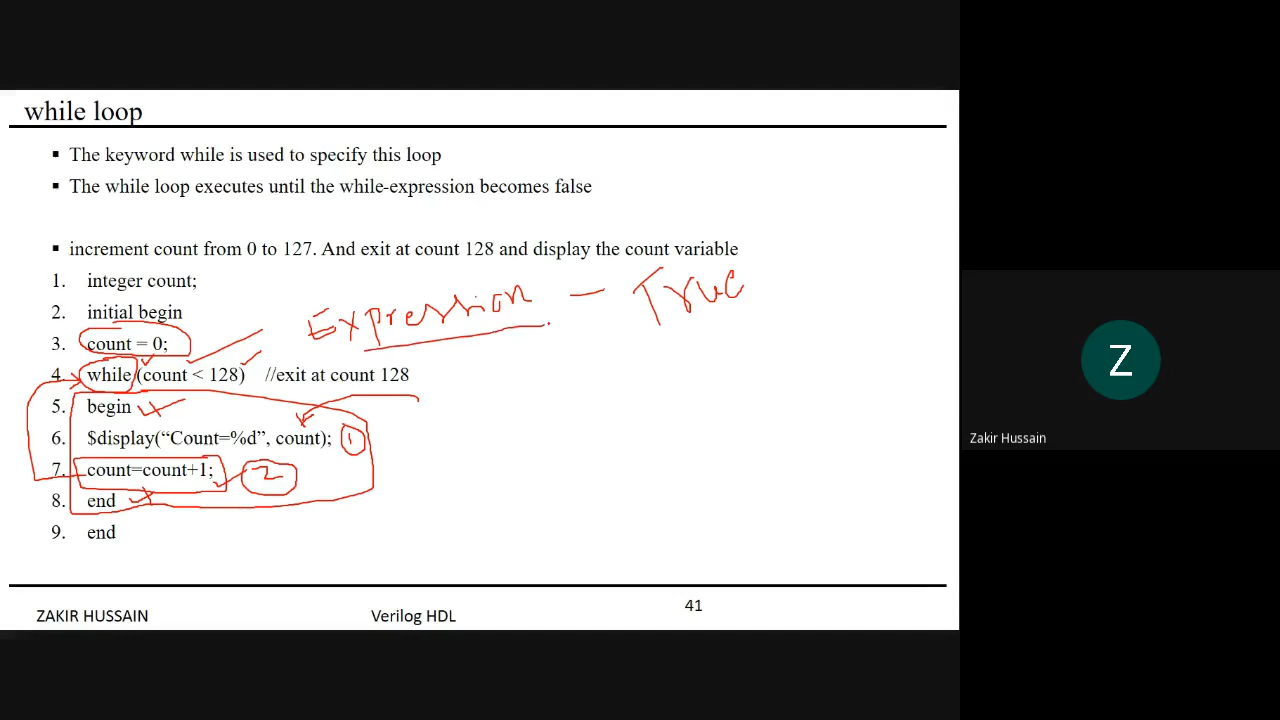 while loop
▪ The keyword while is used to specify this loop
▪ The while loop executes until the while-expression becomes false
▪ increment count from 0 to 127. And exit at count 128 and display the count variable
1. integer count;
2. initial begin
Expression - True
3. count = 0;
4. while (count < 128) //exit at count 128
5. begin
6. $display(“Count=%d”, count); 1
7. count=count+1; 2
8. end
9. end
ZAKIR HUSSAIN Verilog HDL 41
Z
Zakir Hussain